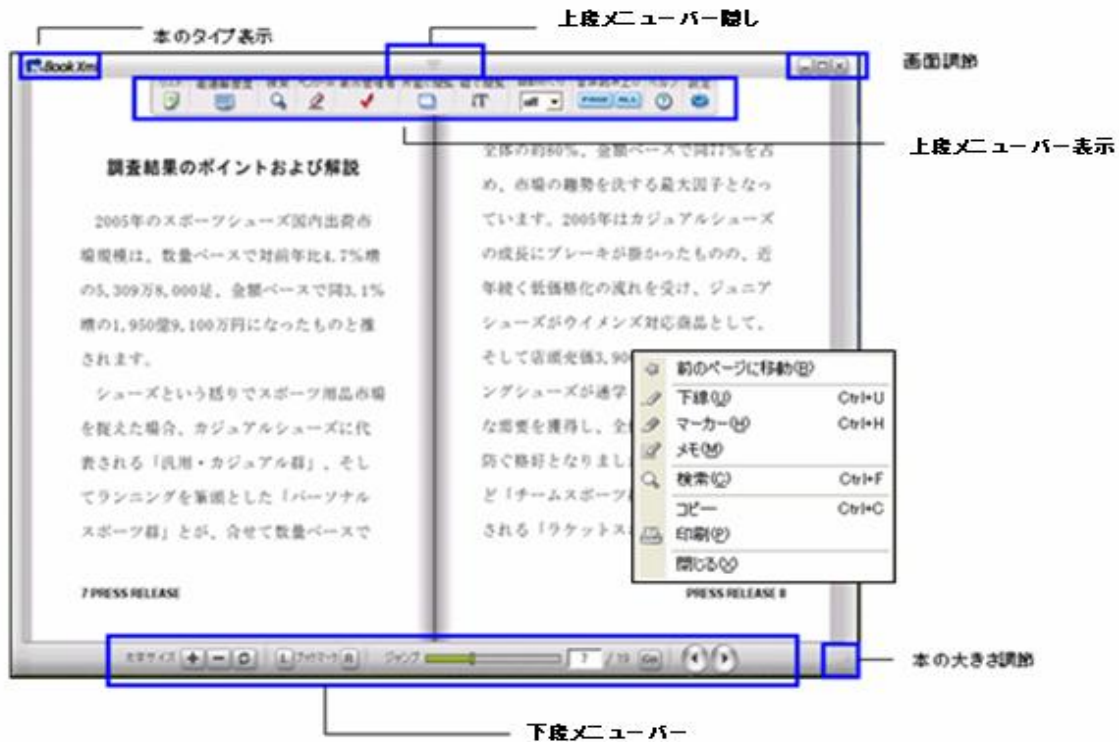 上段メニューバー隠し
本のタイプ表示
画面調節
Book Xml
検索
off
PAGE ALL
上段メニューバー表示
調査結果のポイントおよび解説
2005年のスポーツシューズ国内出荷市
場規模は、数量ベースで対前年比4.7%増
の5,309万8,000足、金額ベースで同3.1%
増の1,950億9,100万円になったものと推
されます。
シューズという括りでスポーツ用品市場
を捉えた場合、カジュアルシューズに代
表される「汎用・カジュアル群」、そし
てランニングを筆頭とした「パーソナル
スポーツ群」とが、合せて数量ベースで
7 PRESS RELEASE
全体の約80%、金額ベースで同77%を占
め、市場の趨勢を決する最大因子となっ
ています。2005年はカジュアルシューズ
の成長にブレーキが掛かったものの、近
年続く低価格化の流れを受け、ジュニア
シューズがウイメンズ対応商品として、
そして店頭売価3,90
ングシューズが通学
な需要を獲得し、全
防ぐ格好となりまし
ど「チームスポーツ
される「ラケットス
PRESS RELEASE 8
前のページに移動(B)
下線(U) Ctrl+U
マーカー(H) Ctrl+H
メモ(M)
検索(C) Ctrl+F
コピー Ctrl+C
印刷(P)
閉じる(X)
文字サイズ L ブックマーク R ジャンプ 7 / 19 Go
本の大きさ調節
下段メニューバー